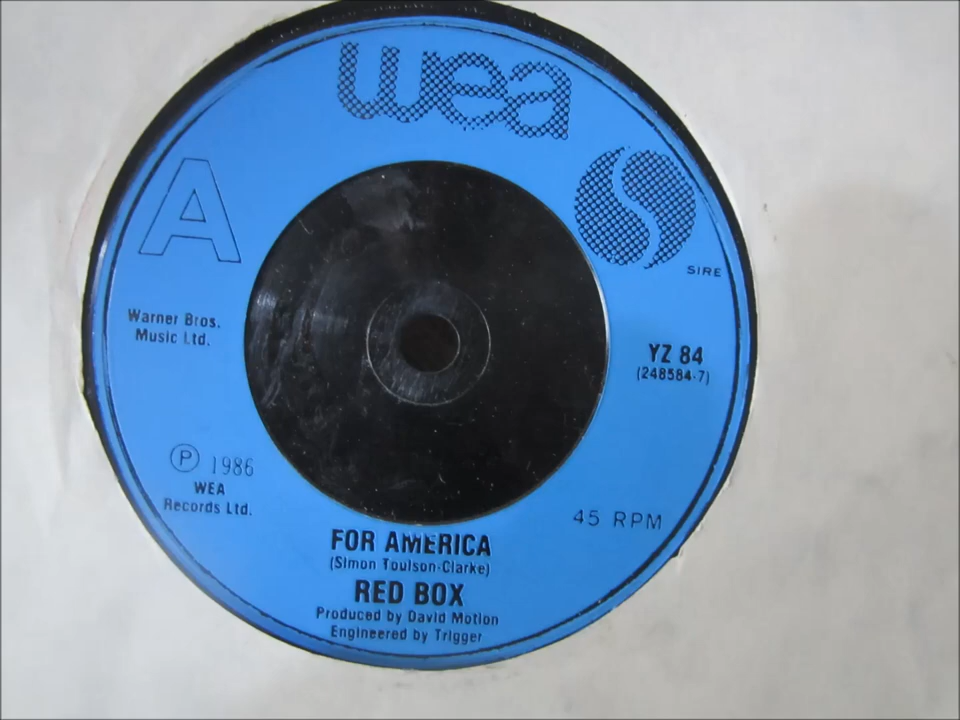 wea
A
SIRE
Warner Bros.
Music Ltd.
YZ 84
(248584-7)
Ⓟ 1986
WEA
Records Ltd.
45 RPM
FOR AMERICA
(Simon Toulson-Clarke)
RED BOX
Produced by David Motion
Engineered by Trigger